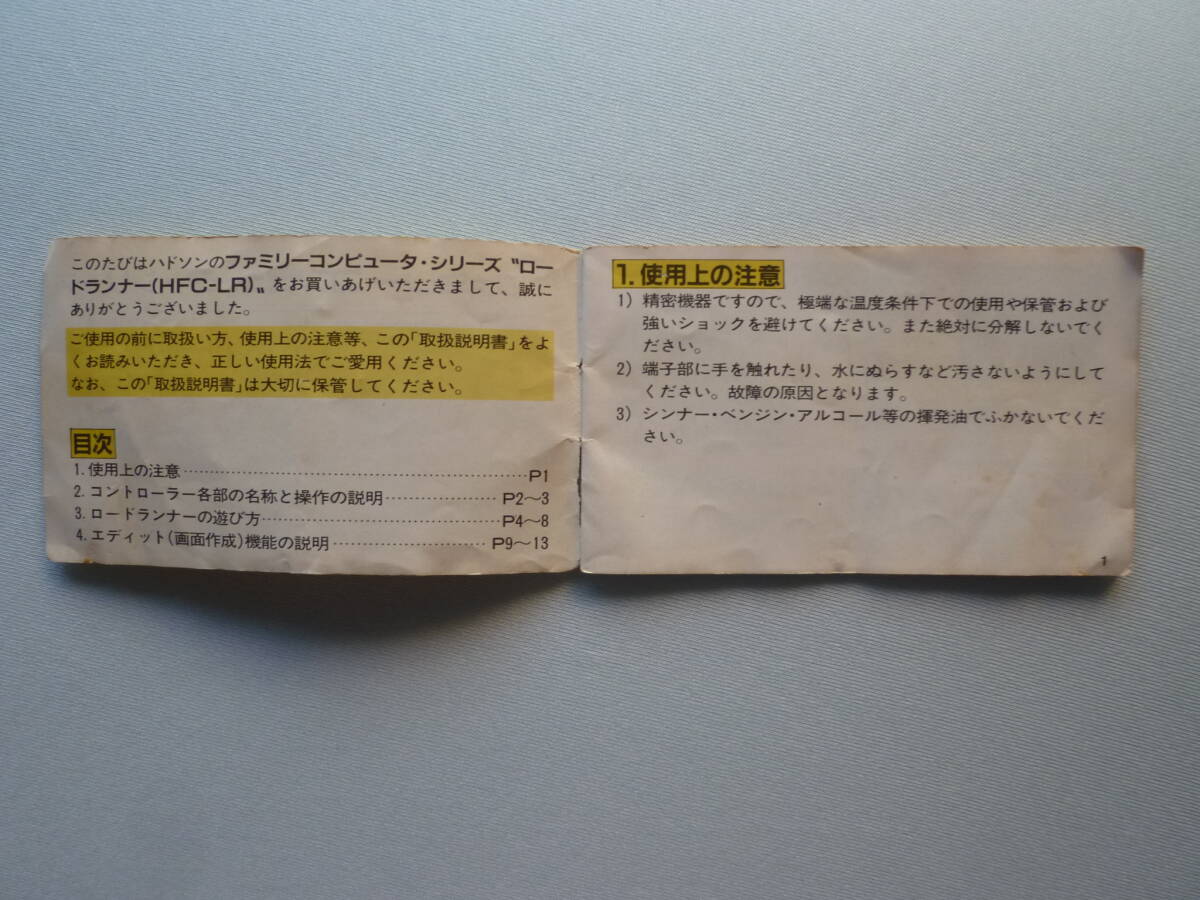 このたびはハドソンのファミリーコンピュータ・シリーズ〝ロー
ドランナー(HFC-LR)〟をお買いあげいただきまして、誠に
ありがとうございました。
ご使用の前に取扱い方、使用上の注意等、この「取扱説明書」をよ
くお読みいただき、正しい使用法でご愛用ください。
なお、この「取扱説明書」は大切に保管してください。
目次
1.使用上の注意……………………………………………P1
2.コントローラー各部の名称と操作の説明………………P2〜3
3.ロードランナーの遊び方…………………………………P4〜8
4.エディット(画面作成)機能の説明……………………P9〜13
1.使用上の注意
1) 精密機器ですので、極端な温度条件下での使用や保管および
強いショックを避けてください。また絶対に分解しないでく
ださい。
2) 端子部に手を触れたり、水にぬらすなど汚さないようにして
ください。故障の原因となります。
3) シンナー・ベンジン・アルコール等の揮発油でふかないでくだ
さい。
1